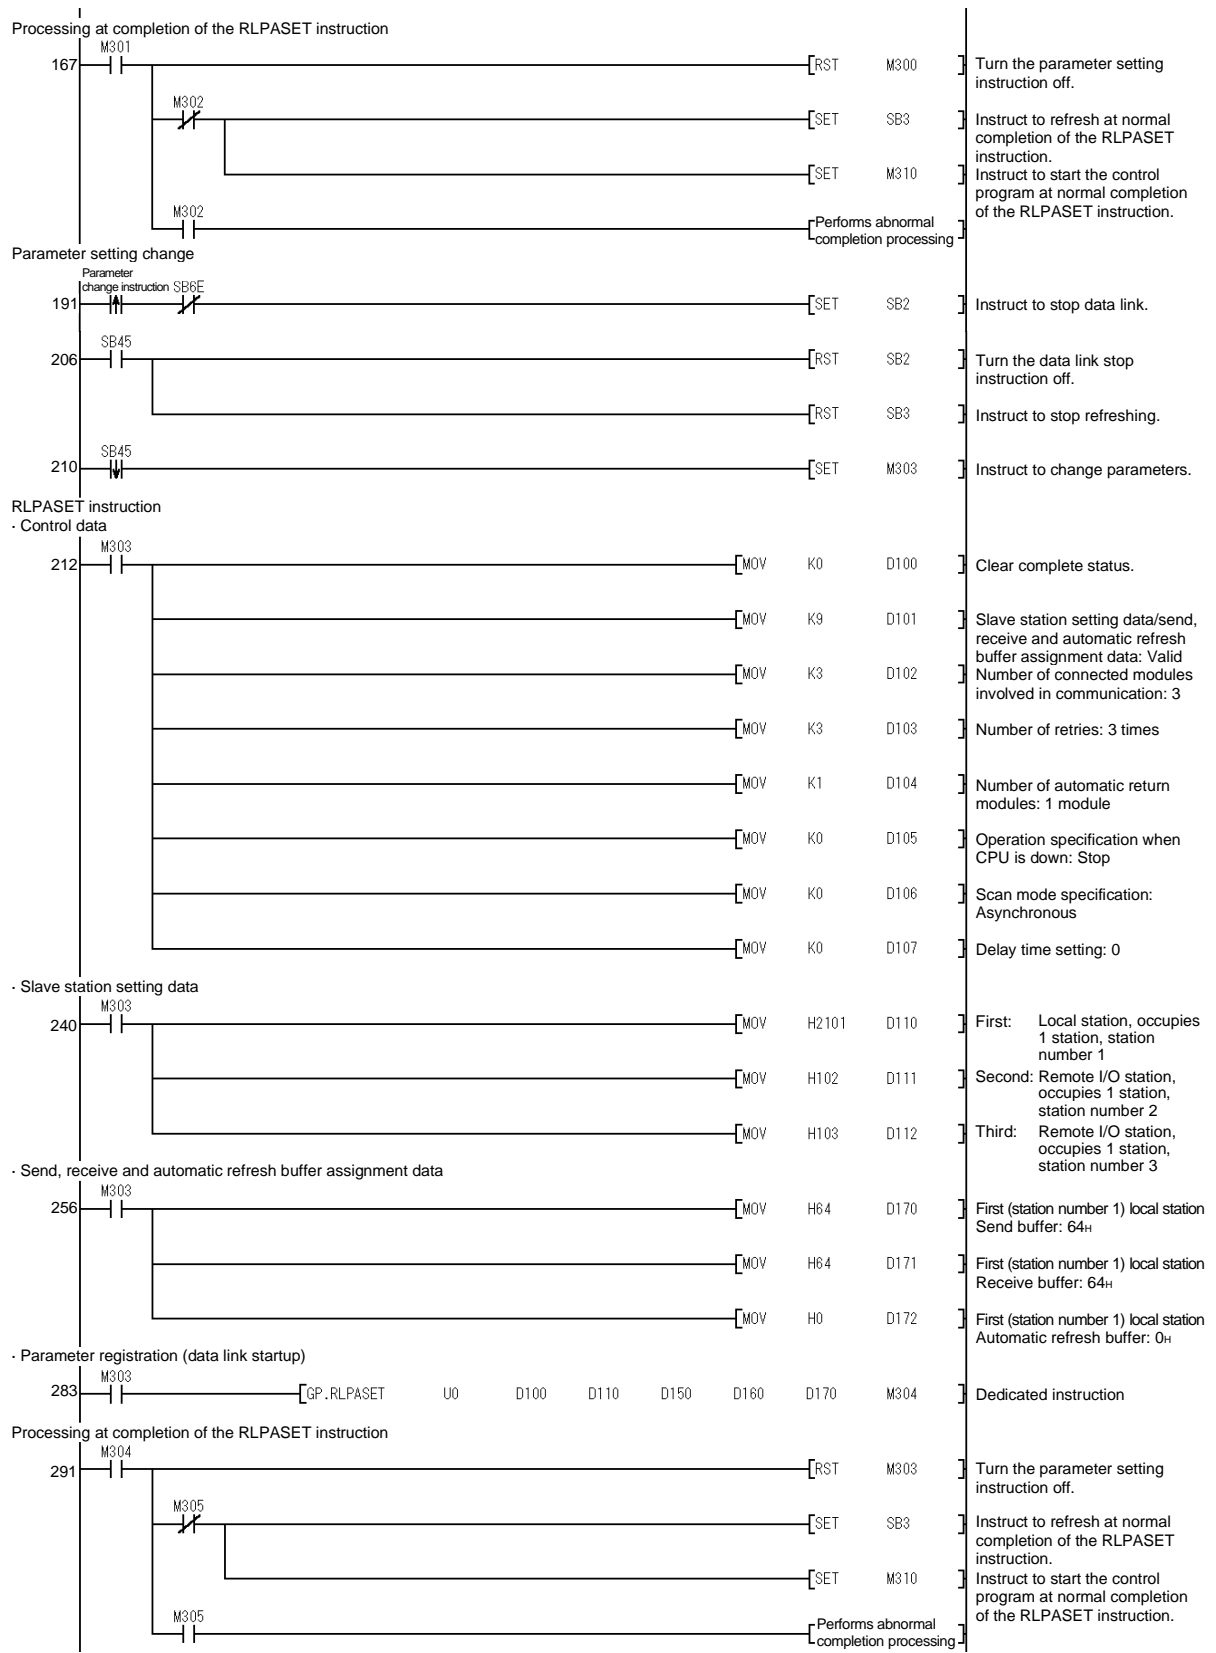 Processing at completion of the RLPASET instruction
M301
167
RST M300
Turn the parameter setting
instruction off.
M302
SET SB3
Instruct to refresh at normal
completion of the RLPASET
instruction.
SET M310
Instruct to start the control
program at normal completion
of the RLPASET instruction.
M302
Performs abnormal
completion processing
Parameter setting change
Parameter
change instruction SB6E
191
SET SB2
Instruct to stop data link.
SB45
206
RST SB2
Turn the data link stop
instruction off.
RST SB3
Instruct to stop refreshing.
SB45
210
SET M303
Instruct to change parameters.
RLPASET instruction
· Control data
M303
212
MOV K0 D100
Clear complete status.
MOV K9 D101
Slave station setting data/send,
receive and automatic refresh
buffer assignment data: Valid
MOV K3 D102
Number of connected modules
involved in communication: 3
MOV K3 D103
Number of retries: 3 times
MOV K1 D104
Number of automatic return
modules: 1 module
MOV K0 D105
Operation specification when
CPU is down: Stop
MOV K0 D106
Scan mode specification:
Asynchronous
MOV K0 D107
Delay time setting: 0
· Slave station setting data
M303
240
MOV H2101 D110
First: Local station, occupies
1 station, station
number 1
MOV H102 D111
Second: Remote I/O station,
occupies 1 station,
station number 2
MOV H103 D112
Third: Remote I/O station,
occupies 1 station,
station number 3
· Send, receive and automatic refresh buffer assignment data
M303
256
MOV H64 D170
First (station number 1) local station
Send buffer: 64H
MOV H64 D171
First (station number 1) local station
Receive buffer: 64H
MOV H0 D172
First (station number 1) local station
Automatic refresh buffer: 0H
· Parameter registration (data link startup)
M303
283
GP.RLPASET U0 D100 D110 D150 D160 D170 M304
Dedicated instruction
Processing at completion of the RLPASET instruction
M304
291
RST M303
Turn the parameter setting
instruction off.
M305
SET SB3
Instruct to refresh at normal
completion of the RLPASET
instruction.
SET M310
Instruct to start the control
program at normal completion
of the RLPASET instruction.
M305
Performs abnormal
completion processing